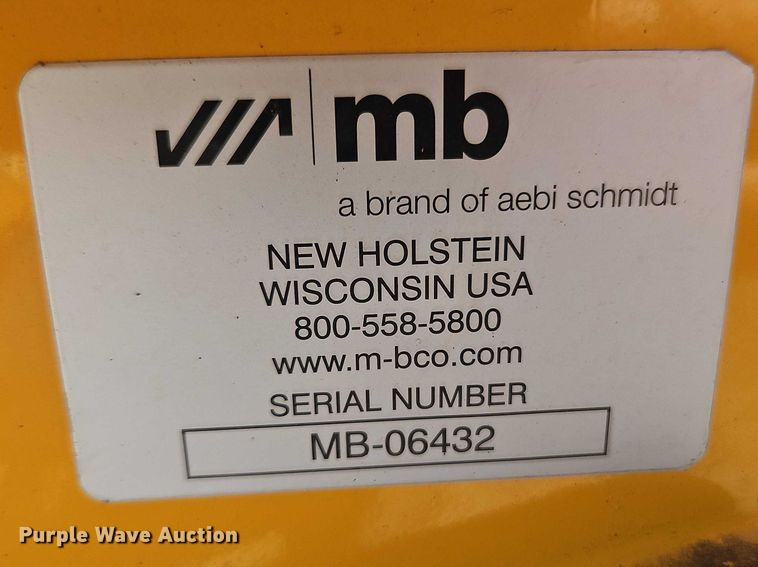 mb
a brand of aebi schmidt
NEW HOLSTEIN
WISCONSIN USA
800-558-5800
www.m-bco.com
SERIAL NUMBER
MB-06432
Purple Wave Auction